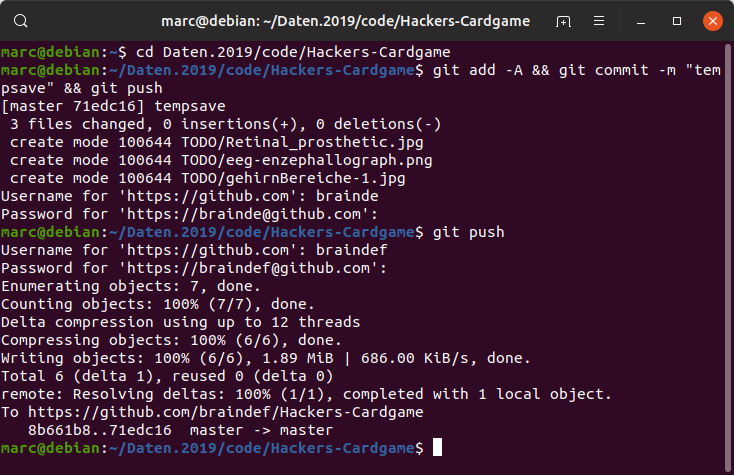 marc@debian: ~/Daten.2019/code/Hackers-Cardgame
marc@debian:~$ cd Daten.2019/code/Hackers-Cardgame
marc@debian:~/Daten.2019/code/Hackers-Cardgame$ git add -A && git commit -m "tem
psave" && git push
[master 71edc16] tempsave
 3 files changed, 0 insertions(+), 0 deletions(-)
 create mode 100644 TODO/Retinal_prosthetic.jpg
 create mode 100644 TODO/eeg-enzephallograph.png
 create mode 100644 TODO/gehirnBereiche-1.jpg
Username for 'https://github.com': brainde
Password for 'https://brainde@github.com':
marc@debian:~/Daten.2019/code/Hackers-Cardgame$ git push
Username for 'https://github.com': braindef
Password for 'https://braindef@github.com':
Enumerating objects: 7, done.
Counting objects: 100% (7/7), done.
Delta compression using up to 12 threads
Compressing objects: 100% (6/6), done.
Writing objects: 100% (6/6), 1.89 MiB | 686.00 KiB/s, done.
Total 6 (delta 1), reused 0 (delta 0)
remote: Resolving deltas: 100% (1/1), completed with 1 local object.
To https://github.com/braindef/Hackers-Cardgame
   8b661b8..71edc16  master -> master
marc@debian:~/Daten.2019/code/Hackers-Cardgame$